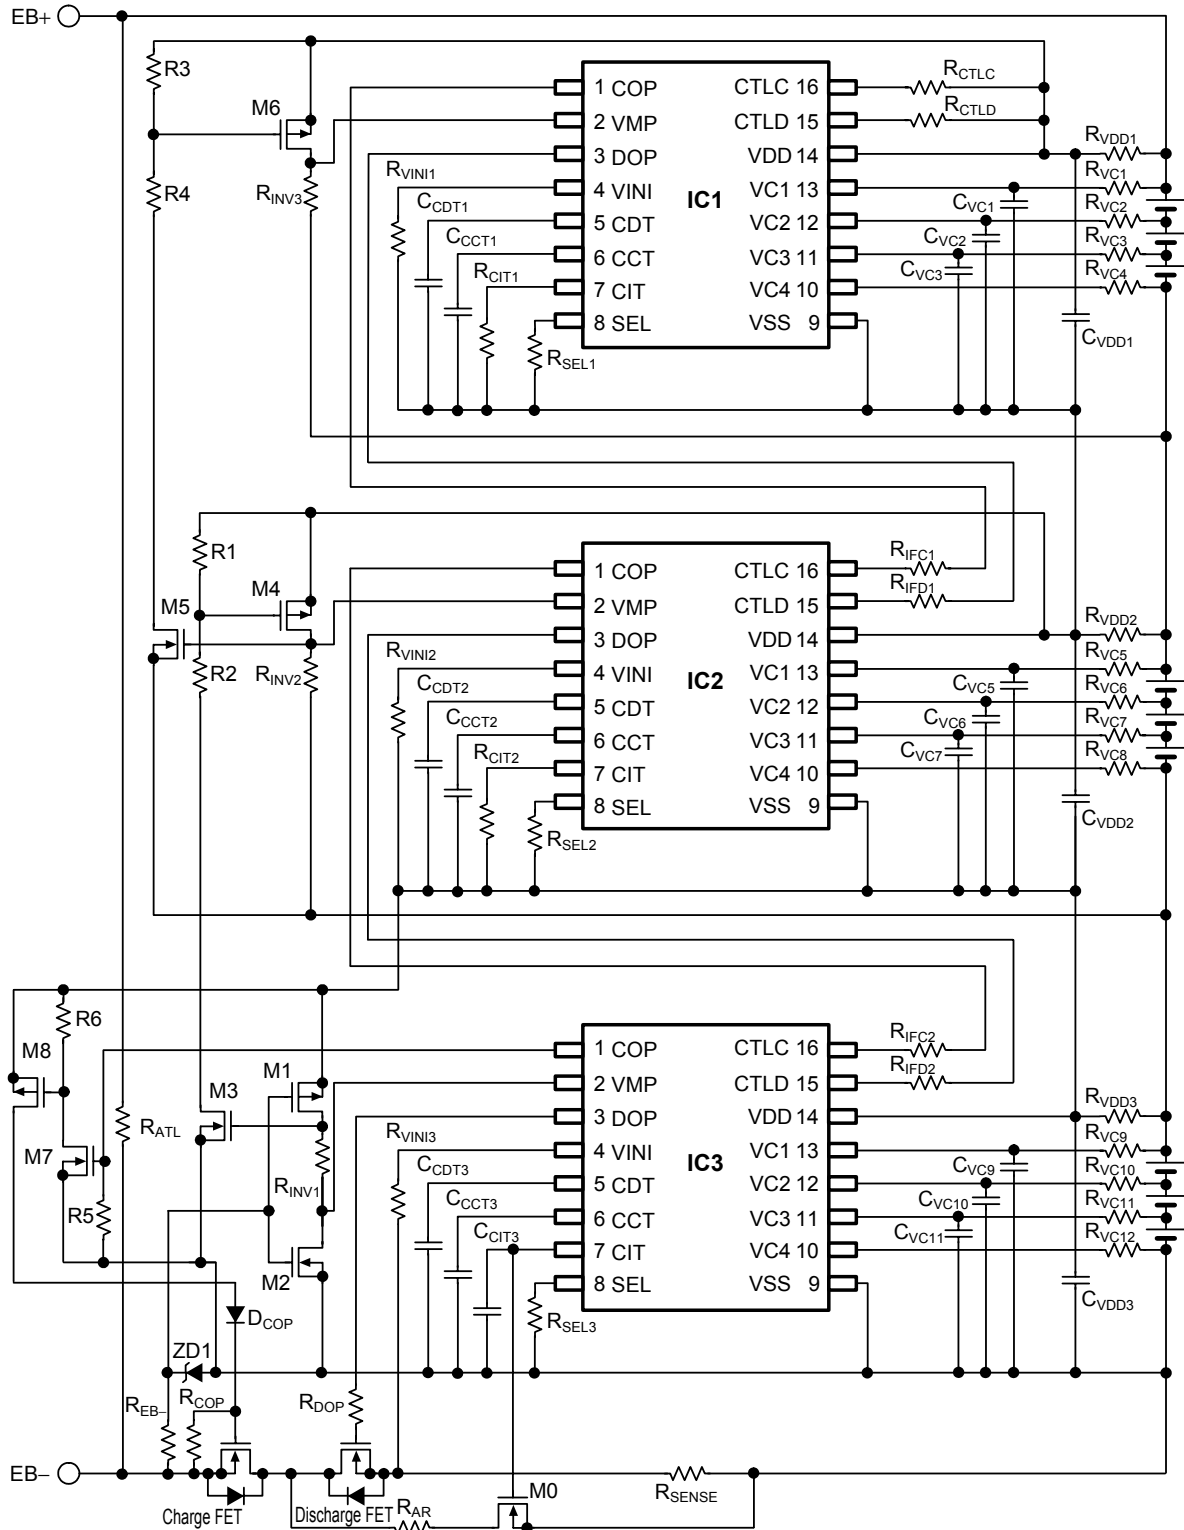 EB+
R3
R4
M6
RINV3
RVINI1
CCDT1
CCCT1
RCIT1
RSEL1
1 COP
2 VMP
3 DOP
4 VINI
5 CDT
6 CCT
7 CIT
8 SEL
IC1
CTLC 16
CTLD 15
VDD 14
VC1 13
VC2 12
VC3 11
VC4 10
VSS 9
RCTLC
RCTLD
RVDD1
RVC1
RVC2
RVC3
RVC4
CVC1
CVC2
CVC3
CVDD1
R1
M4
M5
R2
RINV2
RVINI2
CCDT2
CCCT2
RCIT2
RSEL2
1 COP
2 VMP
3 DOP
4 VINI
5 CDT
6 CCT
7 CIT
8 SEL
IC2
CTLC 16
CTLD 15
VDD 14
VC1 13
VC2 12
VC3 11
VC4 10
VSS 9
RIFC1
RIFD1
RVDD2
RVC5
RVC6
RVC7
RVC8
CVC5
CVC6
CVC7
CVDD2
R6
M8
M1
M3
RATL
M7
R5
RINV1
M2
DCOP
ZD1
RVINI3
CCDT3
CCCT3
CCIT3
RSEL3
1 COP
2 VMP
3 DOP
4 VINI
5 CDT
6 CCT
7 CIT
8 SEL
IC3
CTLC 16
CTLD 15
VDD 14
VC1 13
VC2 12
VC3 11
VC4 10
VSS 9
RIFC2
RIFD2
RVDD3
RVC9
RVC10
RVC11
RVC12
CVC9
CVC10
CVC11
CVDD3
REB−
RCOP
RDOP
EB−
Charge FET
Discharge FET
RAR
M0
RSENSE